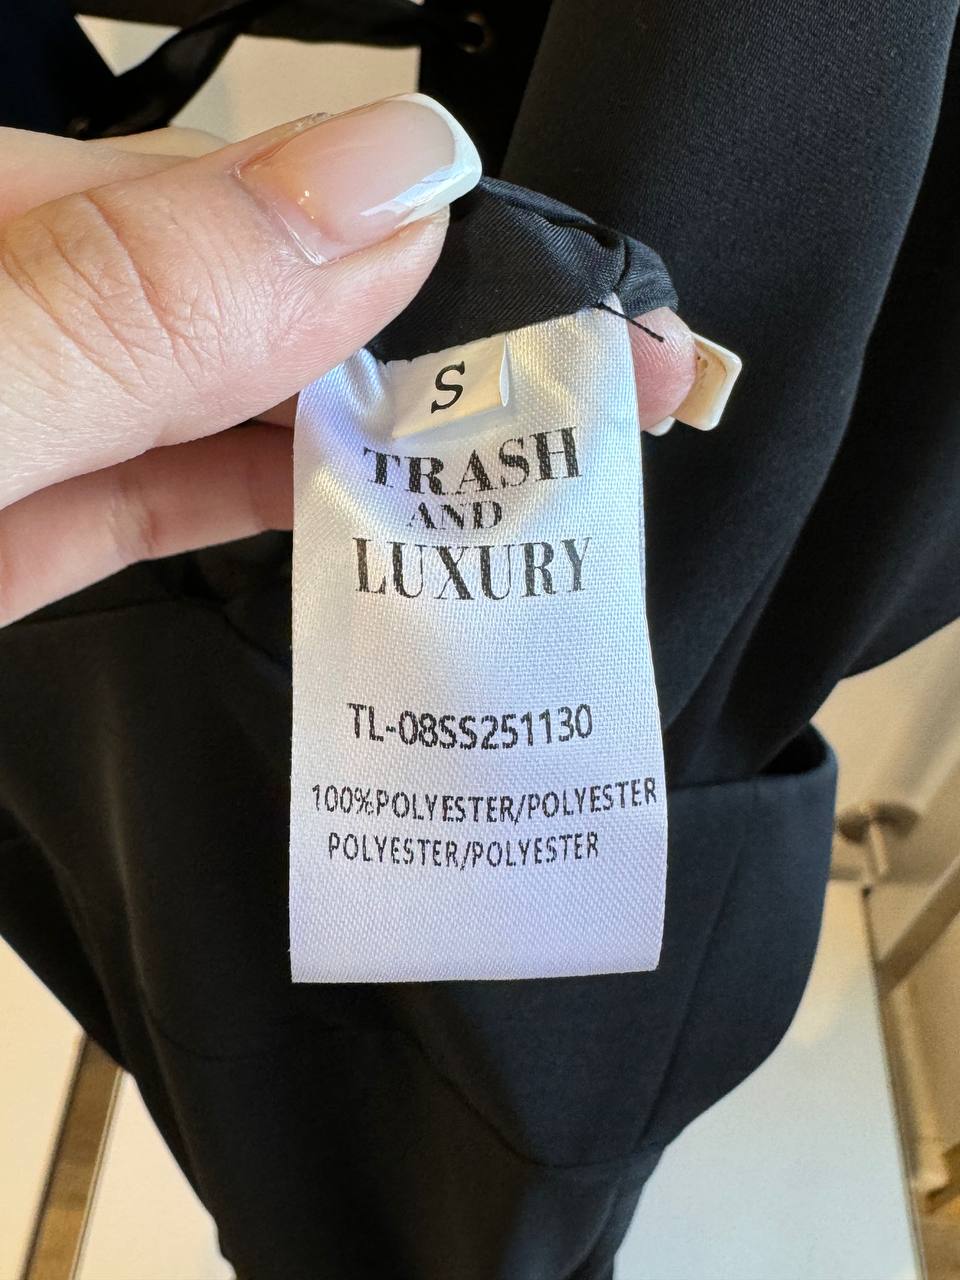 S
TRASH
AND
LUXURY
TL-08SS251130
100%POLYESTER/POLYESTER
POLYESTER/POLYESTER